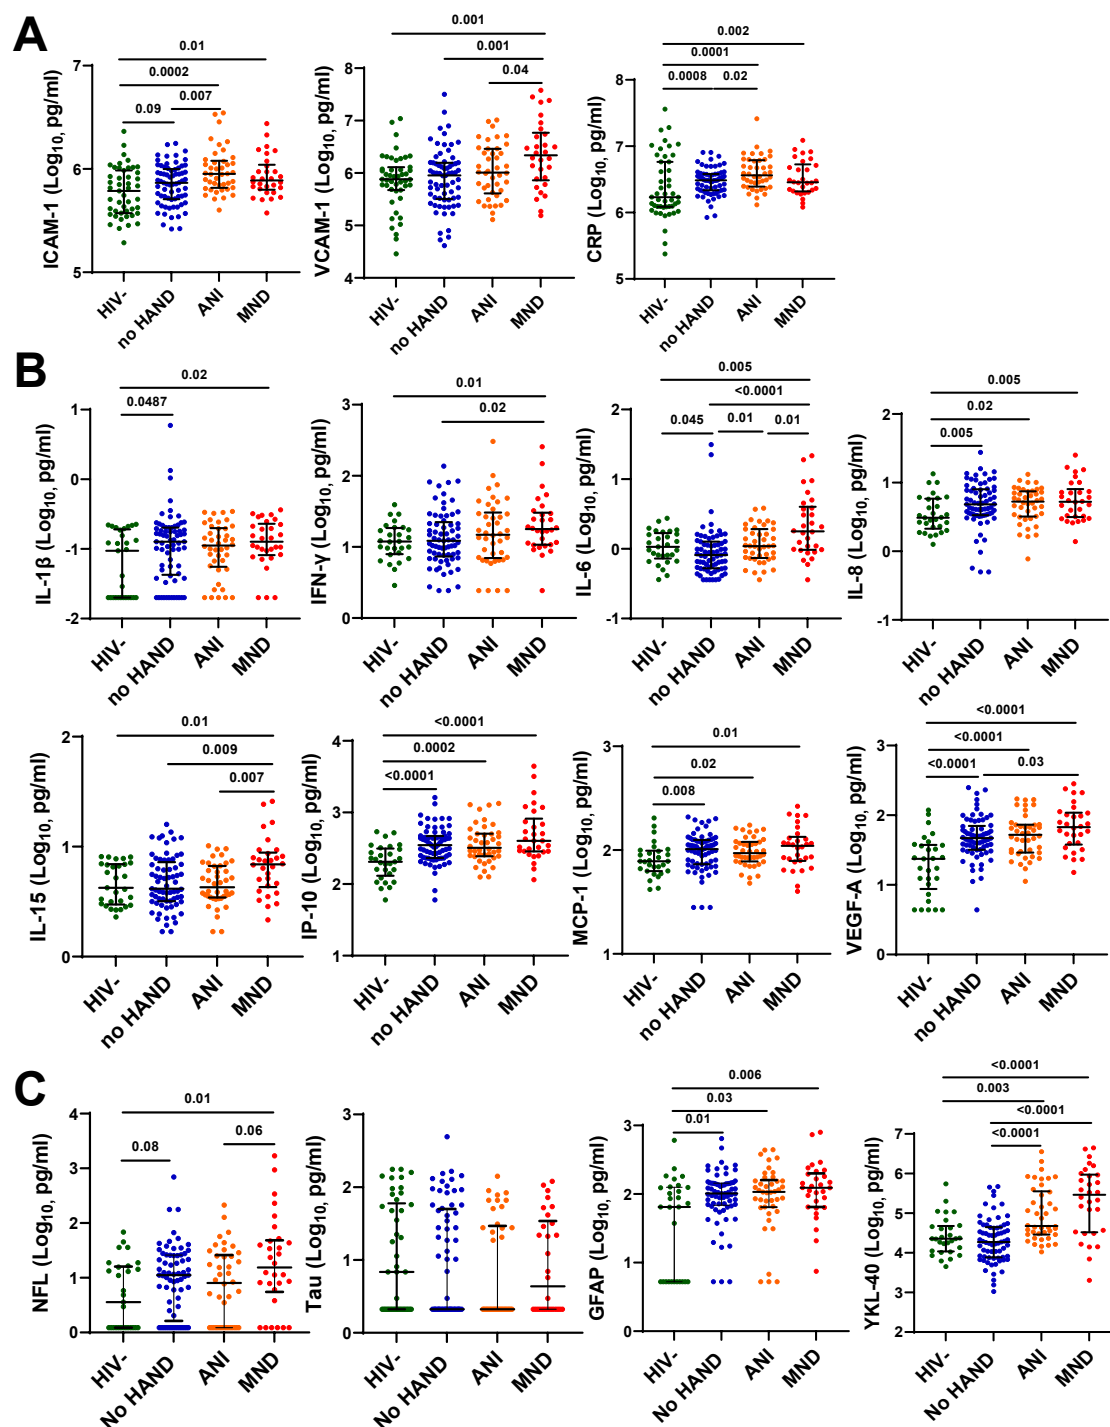 A
0.01
0.0002
0.09
0.007
ICAM-1 (Log10, pg/ml)
7
6
5
HIV-
no HAND
ANI
MND
0.001
0.001
0.04
VCAM-1 (Log10, pg/ml)
8
7
6
5
4
HIV-
no HAND
ANI
MND
0.002
0.0001
0.0008
0.02
CRP (Log10, pg/ml)
8
7
6
5
HIV-
no HAND
ANI
MND
B
0.02
0.0487
IL-1β (Log10, pg/ml)
1
0
-1
-2
HIV-
no HAND
ANI
MND
0.01
0.02
IFN-γ (Log10, pg/ml)
3
2
1
0
HIV-
no HAND
ANI
MND
0.005
<0.0001
0.045
0.01
0.01
IL-6 (Log10, pg/ml)
2
1
0
-1
HIV-
no HAND
ANI
MND
0.005
0.02
0.005
IL-8 (Log10, pg/ml)
2
1
0
-1
HIV-
no HAND
ANI
MND
0.01
0.009
0.007
IL-15 (Log10, pg/ml)
2
1
0
HIV-
no HAND
ANI
MND
<0.0001
0.0002
<0.0001
IP-10 (Log10, pg/ml)
4
3
2
1
HIV-
no HAND
ANI
MND
0.01
0.02
0.008
MCP-1 (Log10, pg/ml)
3
2
1
HIV-
no HAND
ANI
MND
<0.0001
<0.0001
<0.0001
0.03
VEGF-A (Log10, pg/ml)
3
2
1
0
HIV-
no HAND
ANI
MND
C
0.01
0.08
0.06
NFL (Log10, pg/ml)
4
3
2
1
0
HIV-
No HAND
ANI
MND
Tau (Log10, pg/ml)
3
2
1
0
HIV-
No HAND
ANI
MND
0.006
0.03
0.01
GFAP (Log10, pg/ml)
3
2
1
0
HIV-
No HAND
ANI
MND
<0.0001
0.003
<0.0001
<0.0001
YKL-40 (Log10, pg/ml)
7
6
5
4
3
2
HIV-
No HAND
ANI
MND